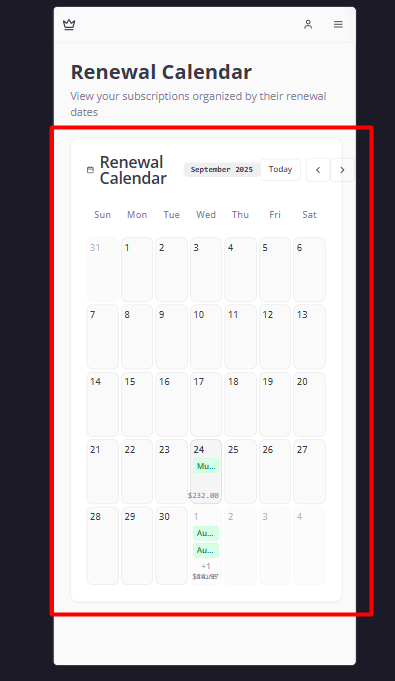 Renewal Calendar
View your subscriptions organized by their renewal
dates
Renewal
Calendar
September 2025
Today
Sun Mon Tue Wed Thu Fri Sat
31 1 2 3 4 5 6
7 8 9 10 11 12 13
14 15 16 17 18 19 20
21 22 23 24 25 26 27
Mu...
$232.00
28 29 30 1 2 3 4
Au...
Au...
+1